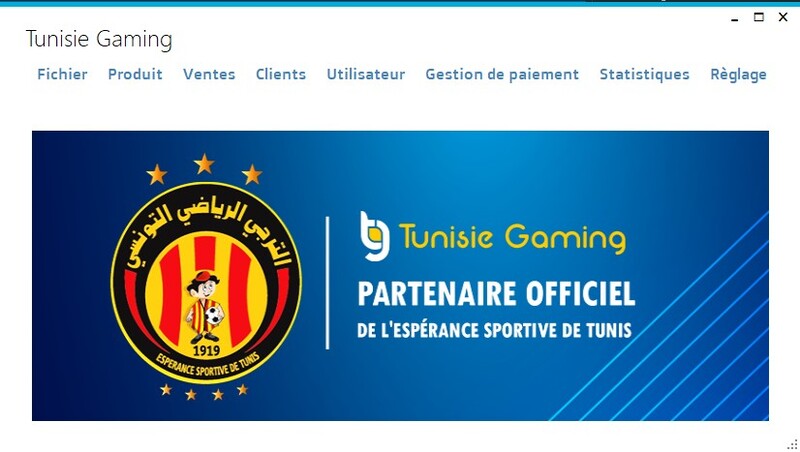 Tunisie Gaming
Fichier Produit Ventes Clients Utilisateur Gestion de paiement Statistiques Règlage
الترجي الرياضي التونسي
1919
ESPERANCE SPORTIVE DE TUNIS
tg Tunisie Gaming
PARTENAIRE OFFICIEL
DE L'ESPÉRANCE SPORTIVE DE TUNIS